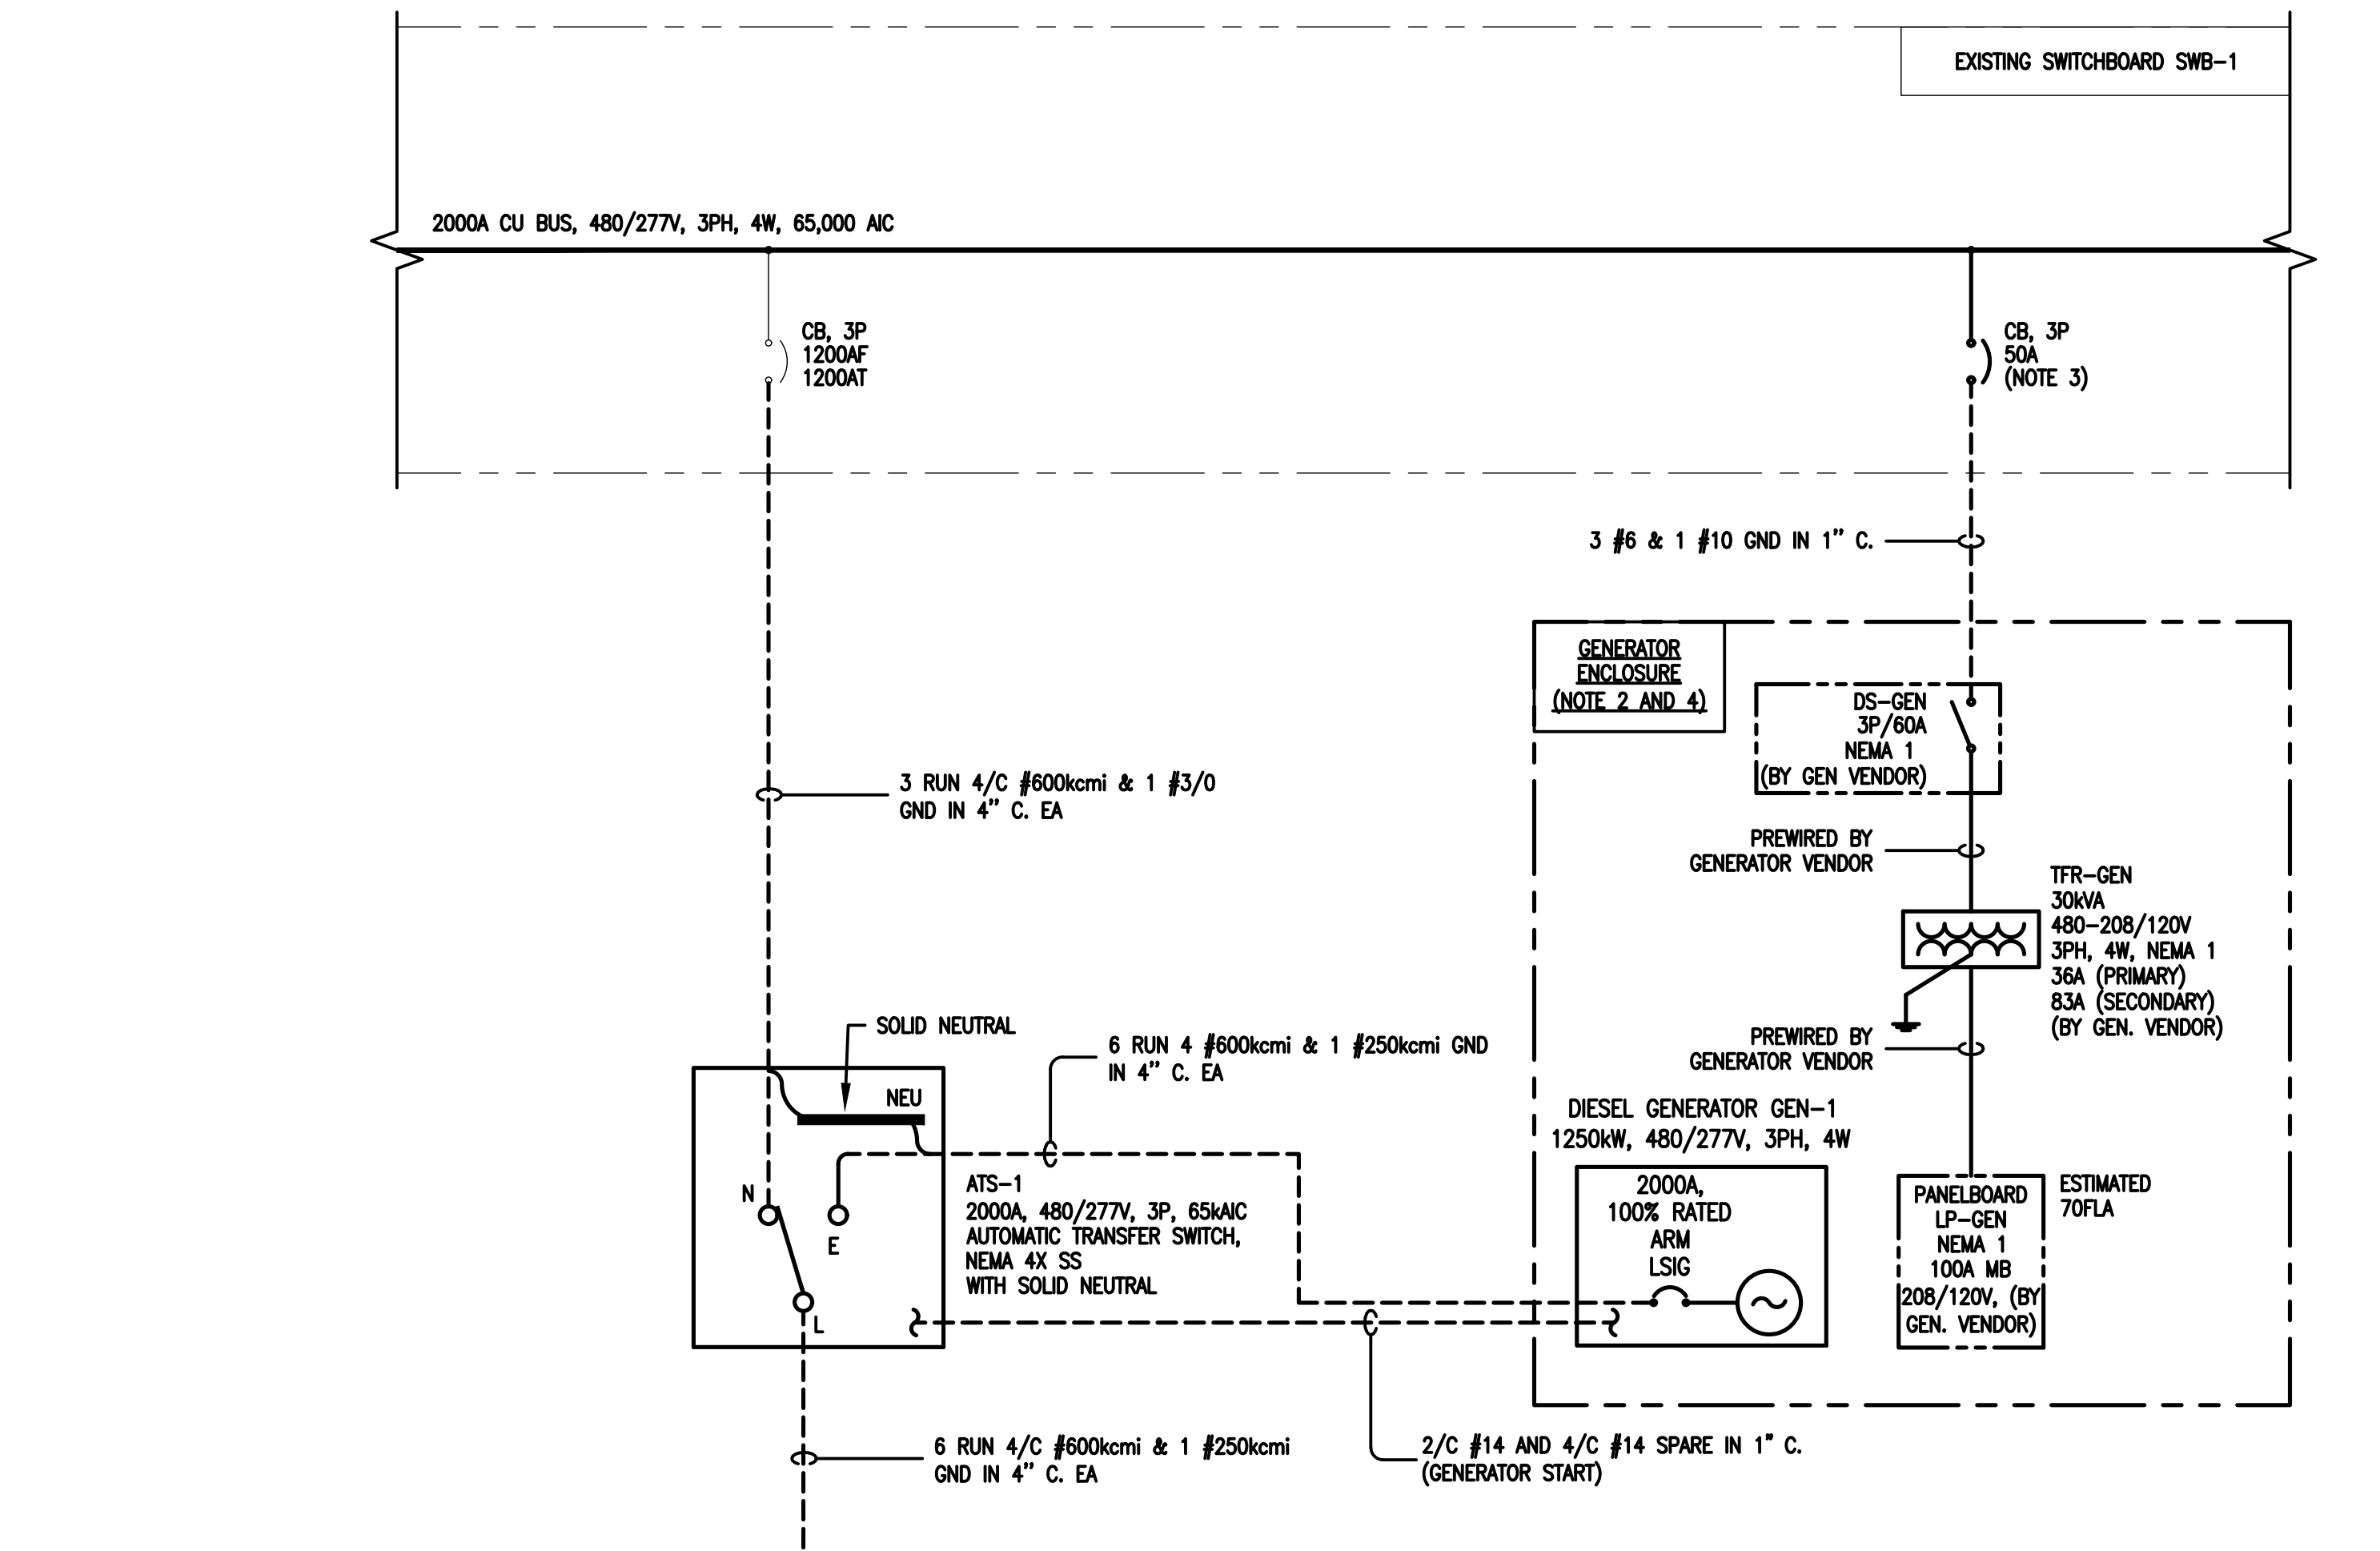 EXISTING SWITCHBOARD SWB-1
2000A CU BUS, 480/277V, 3PH, 4W, 65,000 AIC
CB, 3P
1200AF
1200AT
CB, 3P
50A
(NOTE 3)
3 #6 & 1 #10 GND IN 1" C.
GENERATOR
ENCLOSURE
(NOTE 2 AND 4)
DS-GEN
3P/60A
NEMA 1
(BY GEN VENDOR)
3 RUN 4/C #600kcmi & 1 #3/0
GND IN 4" C. EA
PREWIRED BY
GENERATOR VENDOR
TFR-GEN
30kVA
480-208/120V
3PH, 4W, NEMA 1
36A (PRIMARY)
83A (SECONDARY)
(BY GEN. VENDOR)
SOLID NEUTRAL
6 RUN 4 #600kcmi & 1 #250kcmi GND
IN 4" C. EA
PREWIRED BY
GENERATOR VENDOR
NEU
DIESEL GENERATOR GEN-1
1250kW, 480/277V, 3PH, 4W
N
E
L
ATS-1
2000A, 480/277V, 3P, 65kAIC
AUTOMATIC TRANSFER SWITCH,
NEMA 4X SS
WITH SOLID NEUTRAL
2000A,
100% RATED
ARM
LSIG
PANELBOARD
LP-GEN
NEMA 1
100A MB
208/120V, (BY
GEN. VENDOR)
ESTIMATED
70FLA
6 RUN 4/C #600kcmi & 1 #250kcmi
GND IN 4" C. EA
2/C #14 AND 4/C #14 SPARE IN 1" C.
(GENERATOR START)